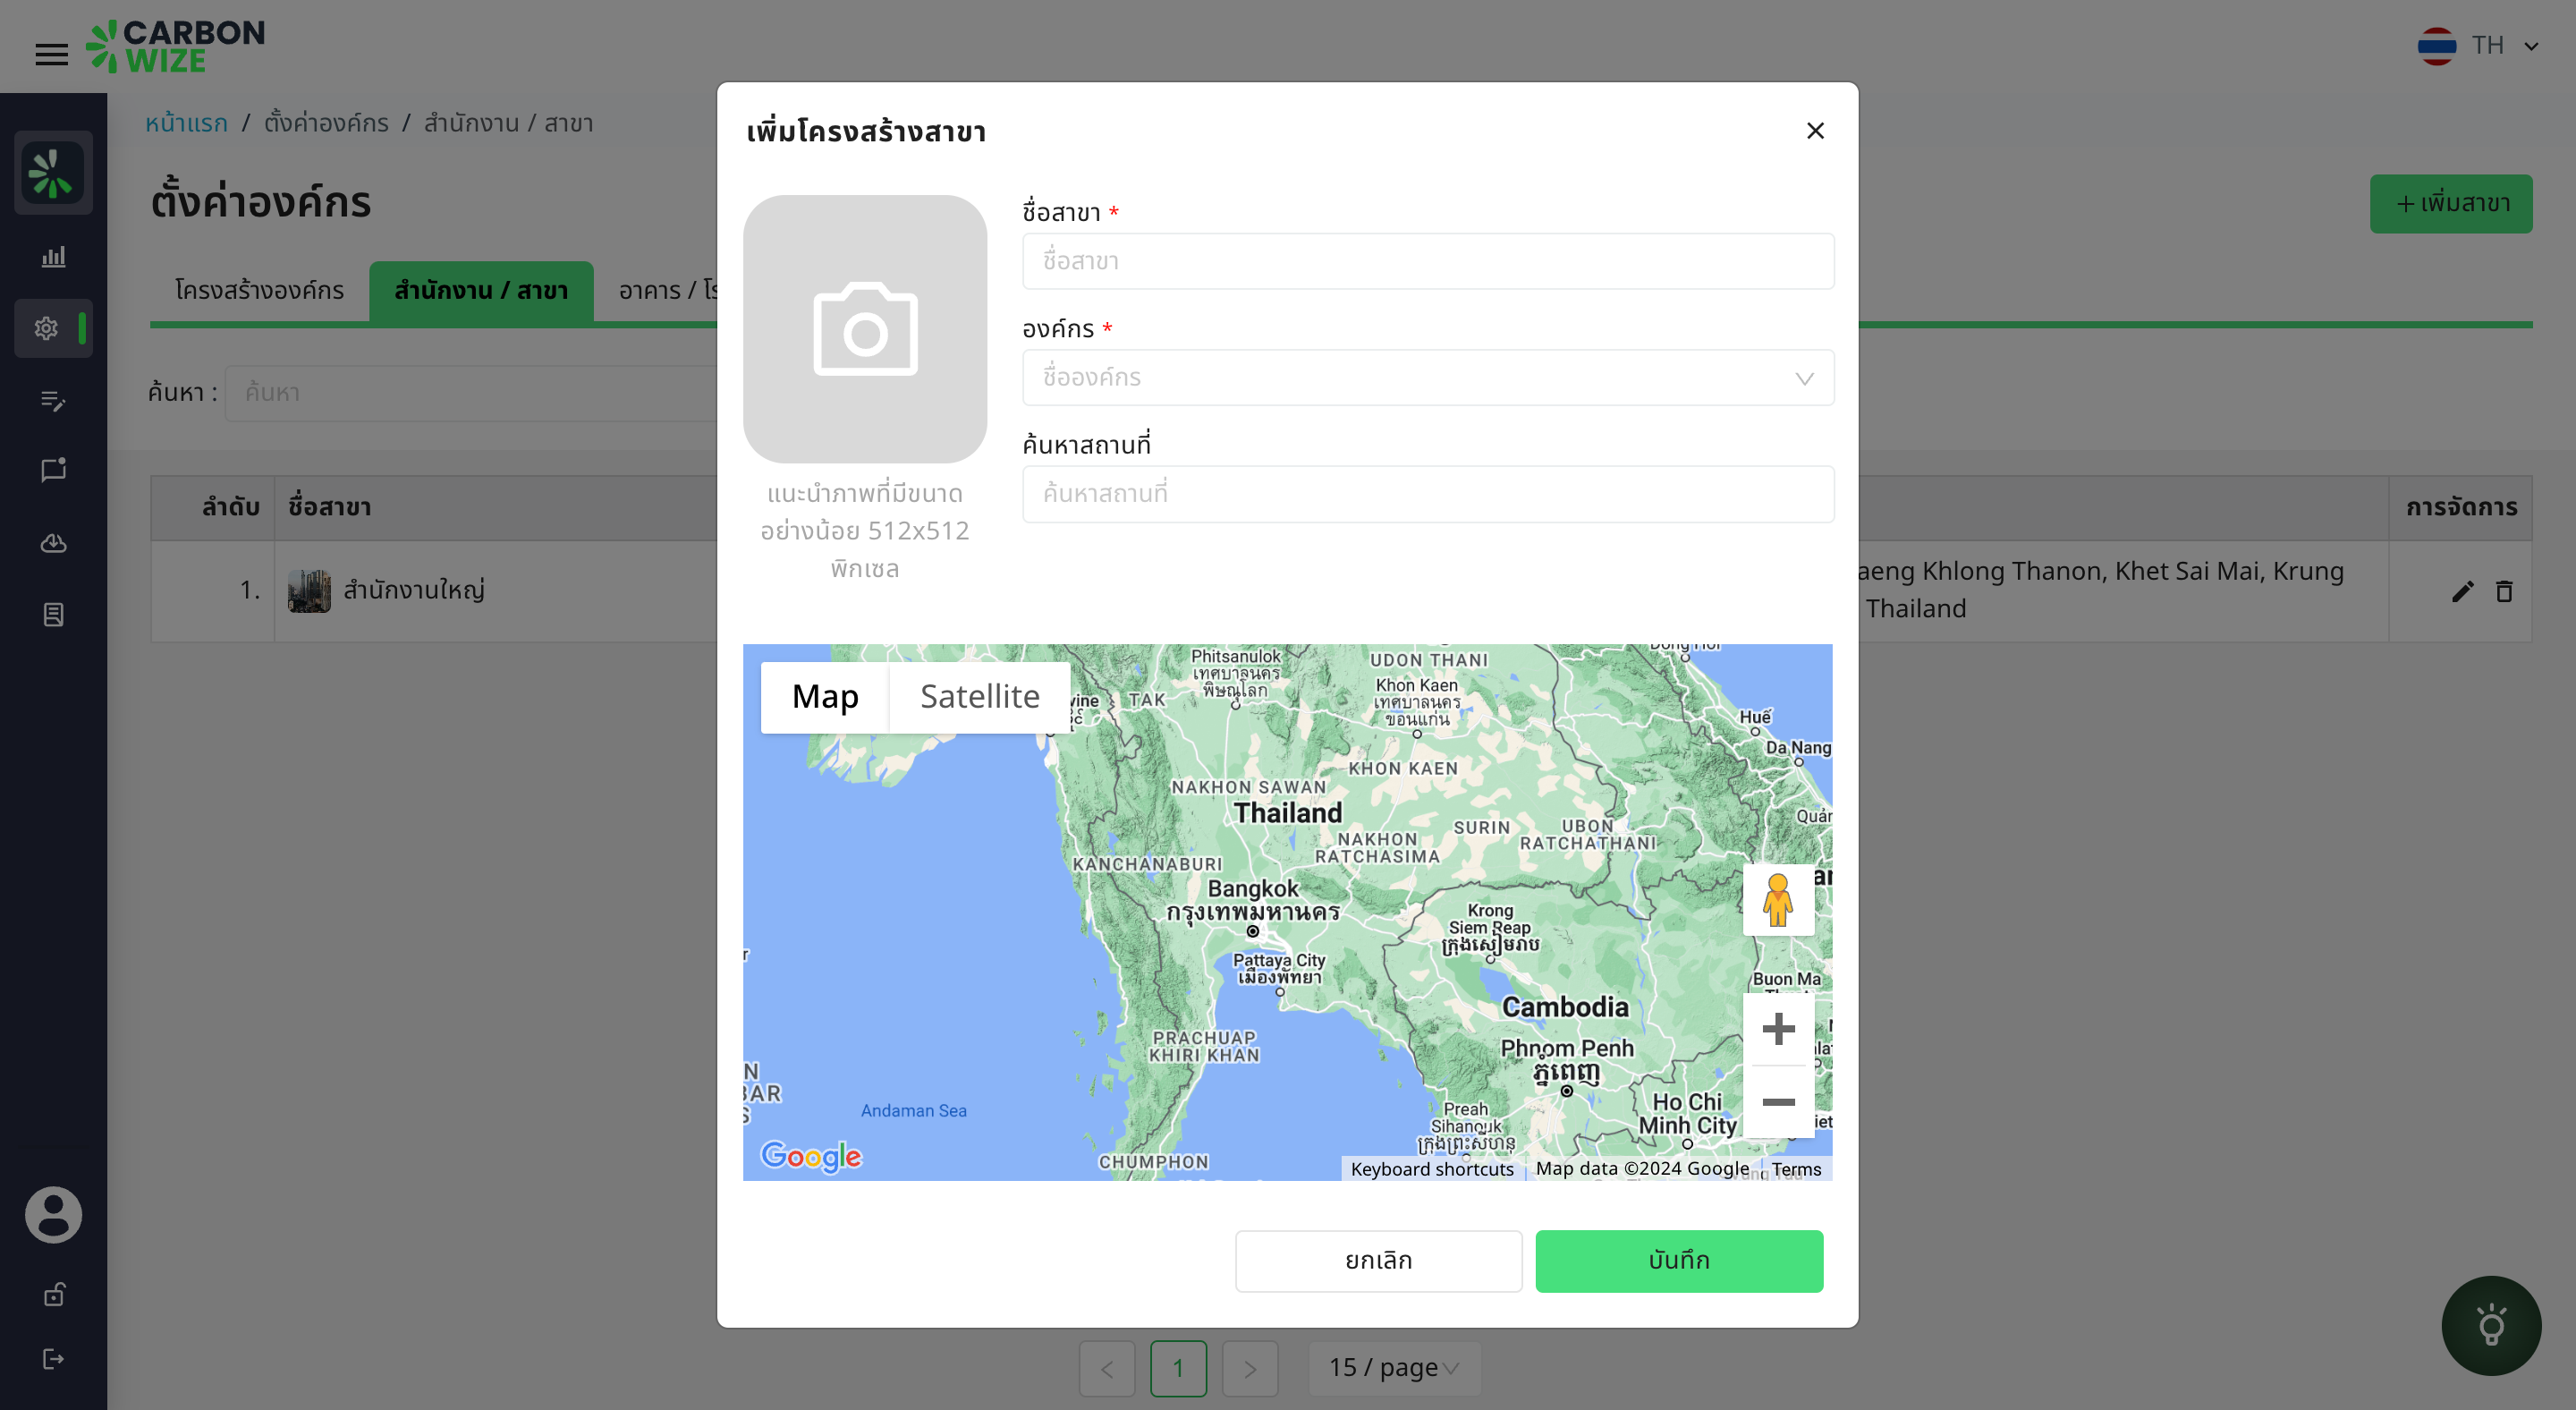 CARBON
WIZE
TH
หน้าแรก / ตั้งค่าองค์กร / สำนักงาน / สาขา
ตั้งค่าองค์กร
+ เพิ่มสาขา
โครงสร้างองค์กร
สำนักงาน / สาขา
อาคาร /
ค้นหา :
ค้นหา
ลำดับ
ชื่อสาขา
การจัดการ
1.
สำนักงานใหญ่
Khlong Thanon, Khet Sai Mai, Krung
Thailand
เพิ่มโครงสร้างสาขา
แนะนำภาพที่มีขนาด
อย่างน้อย 512x512
พิกเซล
ชื่อสาขา *
ชื่อสาขา
องค์กร *
ชื่อองค์กร
ค้นหาสถานที่
ค้นหาสถานที่
Map
Satellite
Phitsanulok
เทศบาลนคร
พิษณุโลก
UDON THANI
TAK
Khon Kaen
เทศบาลนคร
ขอนแก่น
Huế
Da Nang
KHON KAEN
NAKHON SAWAN
Thailand
NAKHON
RATCHASIMA
SURIN
UBON
RATCHATHANI
KANCHANABURI
Bangkok
กรุงเทพมหานคร
Krong
Siem Reap
ក្រុងសៀមរាប
Pattaya City
เมืองพัทยา
Buon Ma
Cambodia
PRACHUAP
KHIRI KHAN
Phnom Penh
ភ្នំពេញ
Andaman Sea
Preah
Sihanouk
ក្រុងព្រះសីហនុ
Ho Chi
Minh City
CHUMPHON
Google
Keyboard shortcuts
Map data ©2024 Google
Terms
ยกเลิก
บันทึก
1
15 / page